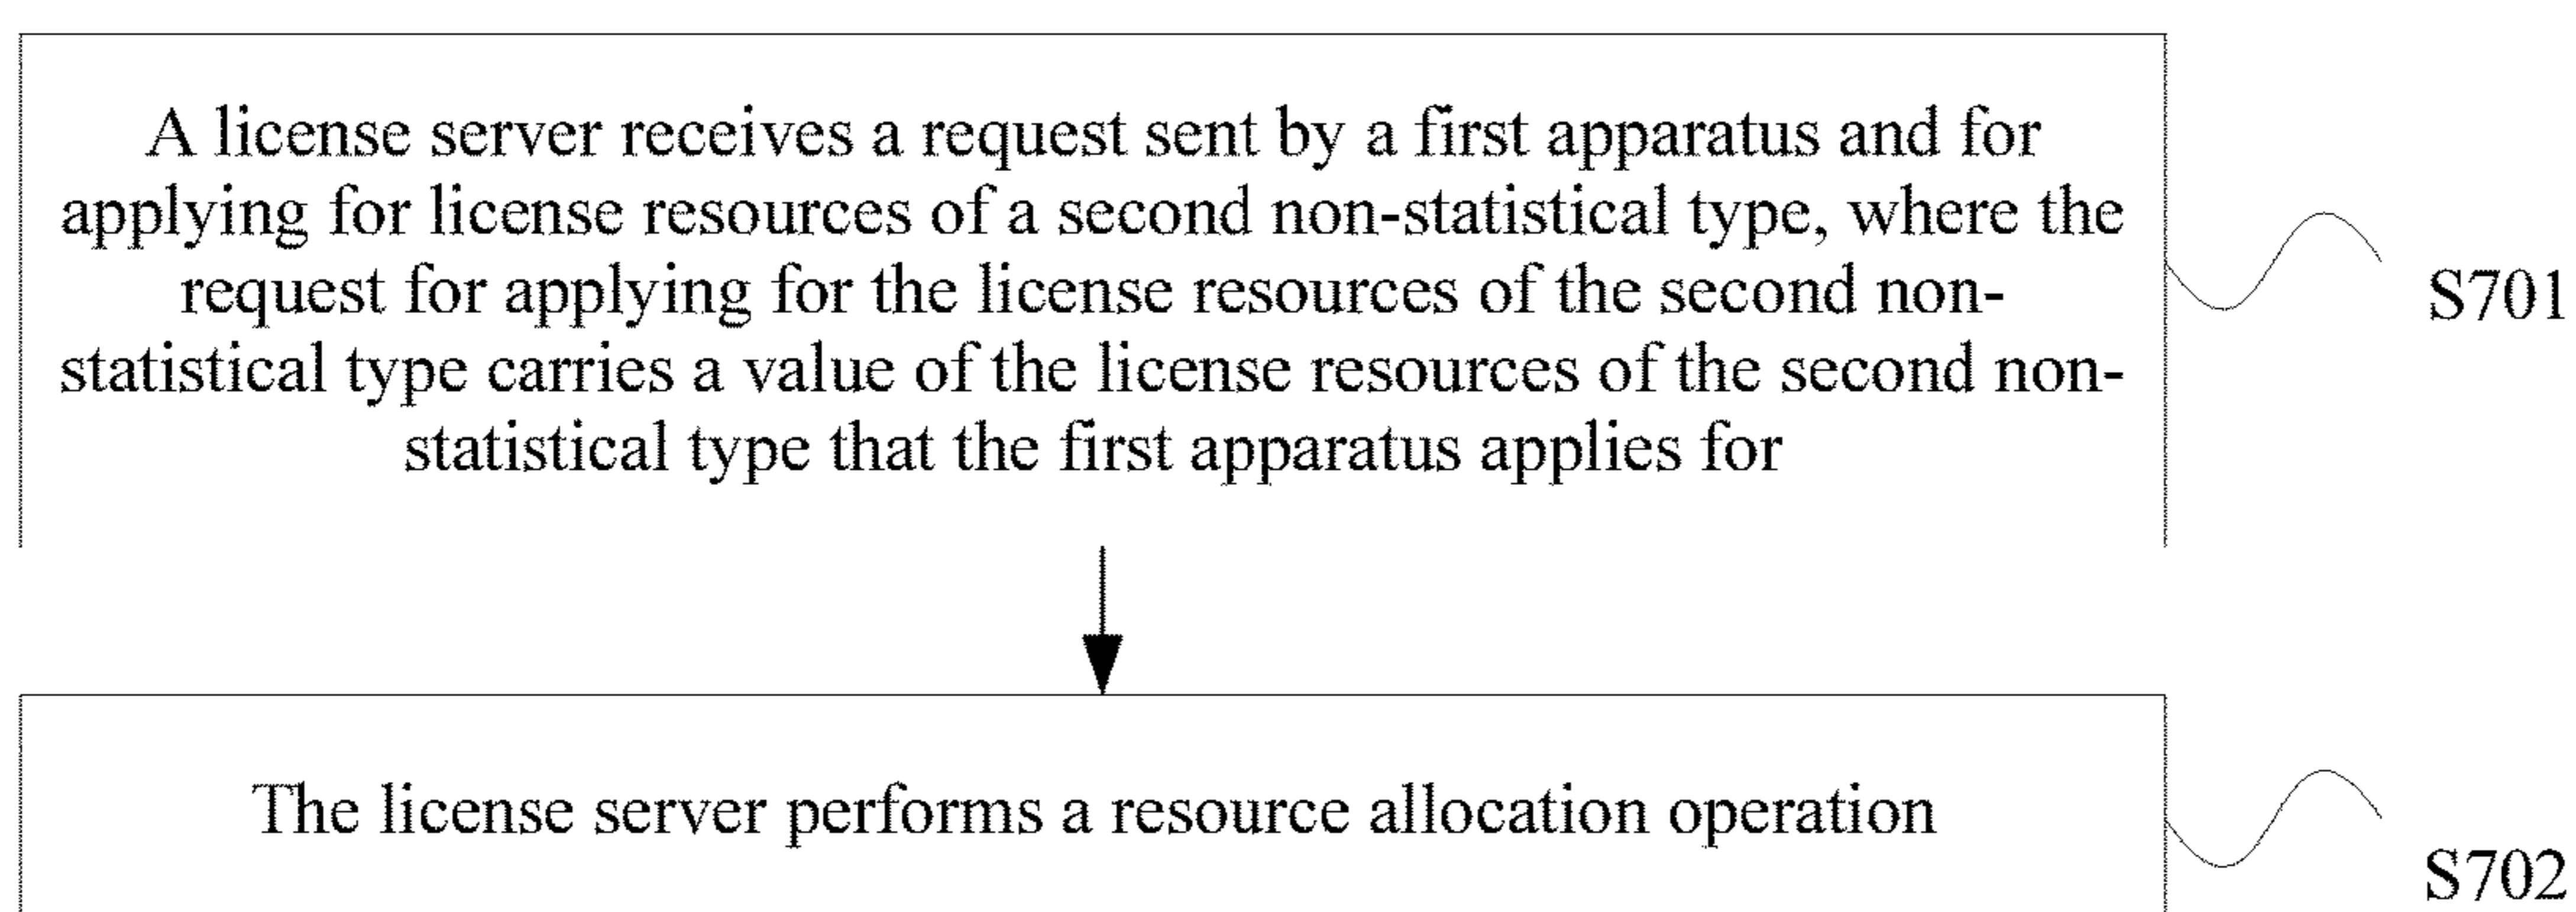 A license server receives a request sent by a first apparatus and for
applying for license resources of a second non-statistical type, where the
request for applying for the license resources of the second non-
statistical type carries a value of the license resources of the second non-
statistical type that the first apparatus applies for
S701
The license server performs a resource allocation operation
S702